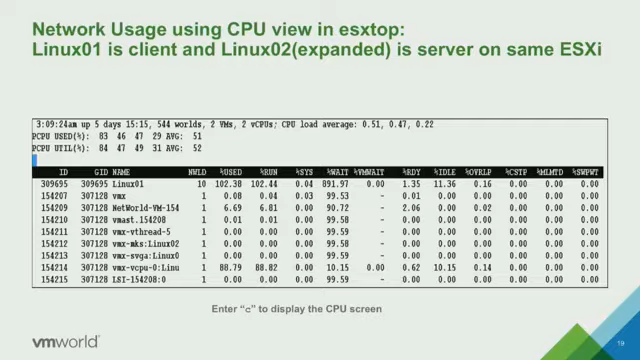 Network Usage using CPU view in esxtop:
Linux01 is client and Linux02(expanded) is server on same ESXi
3:09:24am up 5 days 15:15, 544 worlds, 2 VMs, 2 vCPUs; CPU load average: 0.51, 0.47, 0.22
PCPU USED(%): 83 46 47 29 AVG: 51
PCPU UTIL(%): 84 47 49 31 AVG: 52
ID GID NAME NWLD %USED %RUN %SYS %WAIT %VMWAIT %RDY %IDLE %OVRLP %CSTP %MLMTD %SWPWT
309695 309695 Linux01 10 102.38 102.44 0.04 891.97 0.00 1.35 11.36 0.16 0.00 0.00 0.00
154207 307128 vmx 1 0.08 0.04 0.03 99.53 - 0.01 0.00 0.00 0.00 0.00 0.00
154209 307128 NetWorld-VM-154 1 6.69 6.81 0.00 90.72 - 2.06 0.00 0.02 0.00 0.00 0.00
154210 307128 vmast.154208 1 0.01 0.01 0.00 99.58 - 0.00 0.00 0.00 0.00 0.00 0.00
154211 307128 vmx-vthread-5 1 0.00 0.00 0.00 99.59 - 0.00 0.00 0.00 0.00 0.00 0.00
154212 307128 vmx-mks:Linux02 1 0.00 0.00 0.00 99.58 - 0.00 0.00 0.00 0.00 0.00 0.00
154213 307128 vmx-svga:Linux0 1 0.00 0.00 0.00 99.59 - 0.00 0.00 0.00 0.00 0.00 0.00
154214 307128 vmx-vcpu-0:Linu 1 88.79 88.82 0.00 10.15 0.00 0.62 10.15 0.14 0.00 0.00 0.00
154215 307128 LSI-154208:0 1 0.00 0.00 0.00 99.59 - 0.00 0.00 0.00 0.00 0.00 0.00
Enter "c" to display the CPU screen
vmworld
19